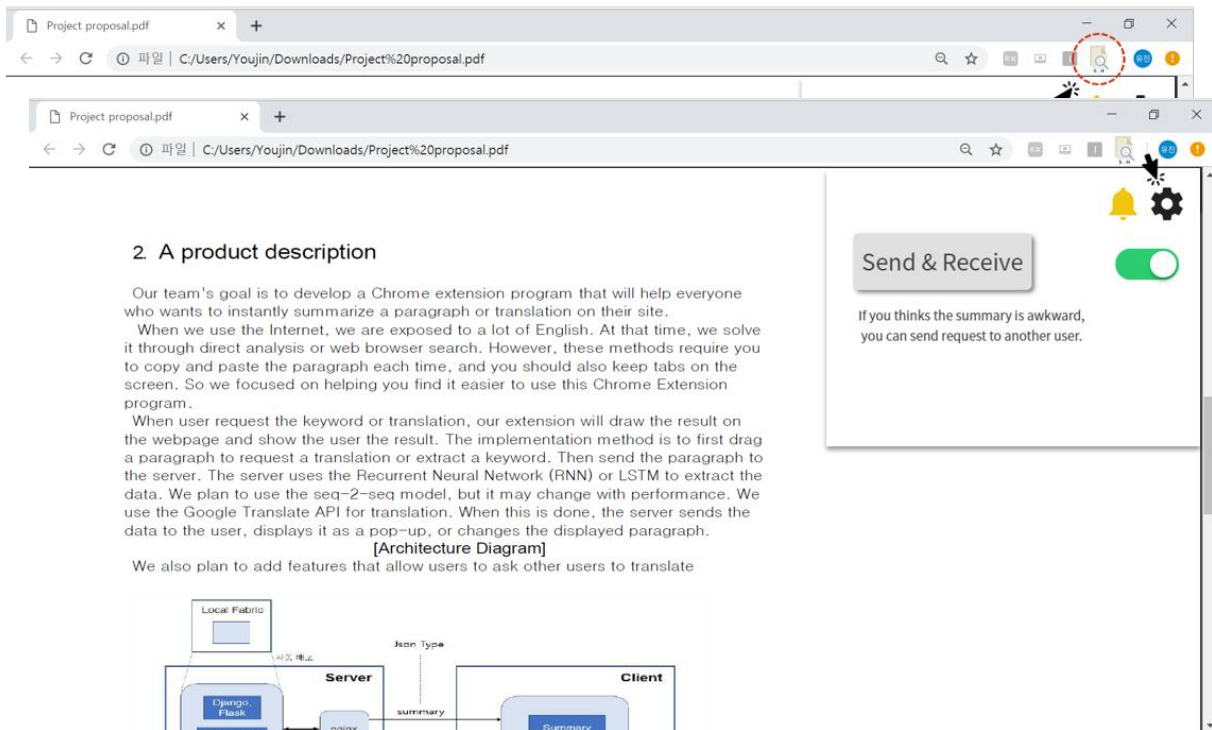 Project proposal.pdf
파일 | C:/Users/Youjin/Downloads/Project%20proposal.pdf
유진
Project proposal.pdf
파일 | C:/Users/Youjin/Downloads/Project%20proposal.pdf
유진
2. A product description
Our team's goal is to develop a Chrome extension program that will help everyone
who wants to instantly summarize a paragraph or translation on their site.
When we use the Internet, we are exposed to a lot of English. At that time, we solve
it through direct analysis or web browser search. However, these methods require you
to copy and paste the paragraph each time, and you should also keep tabs on the
screen. So we focused on helping you find it easier to use this Chrome Extension
program.
When user request the keyword or translation, our extension will draw the result on
the webpage and show the user the result. The implementation method is to first drag
a paragraph to request a translation or extract a keyword. Then send the paragraph to
the server. The server uses the Recurrent Neural Network (RNN) or LSTM to extract the
data. We plan to use the seq-2-seq model, but it may change with performance. We
use the Google Translate API for translation. When this is done, the server sends the
data to the user, displays it as a pop-up, or changes the displayed paragraph.
[Architecture Diagram]
We also plan to add features that allow users to ask other users to translate
Send & Receive
If you thinks the summary is awkward,
you can send request to another user.
Local Fabric
Json Type
Server
Client
Django,
Flask
summary
nginx
Summary